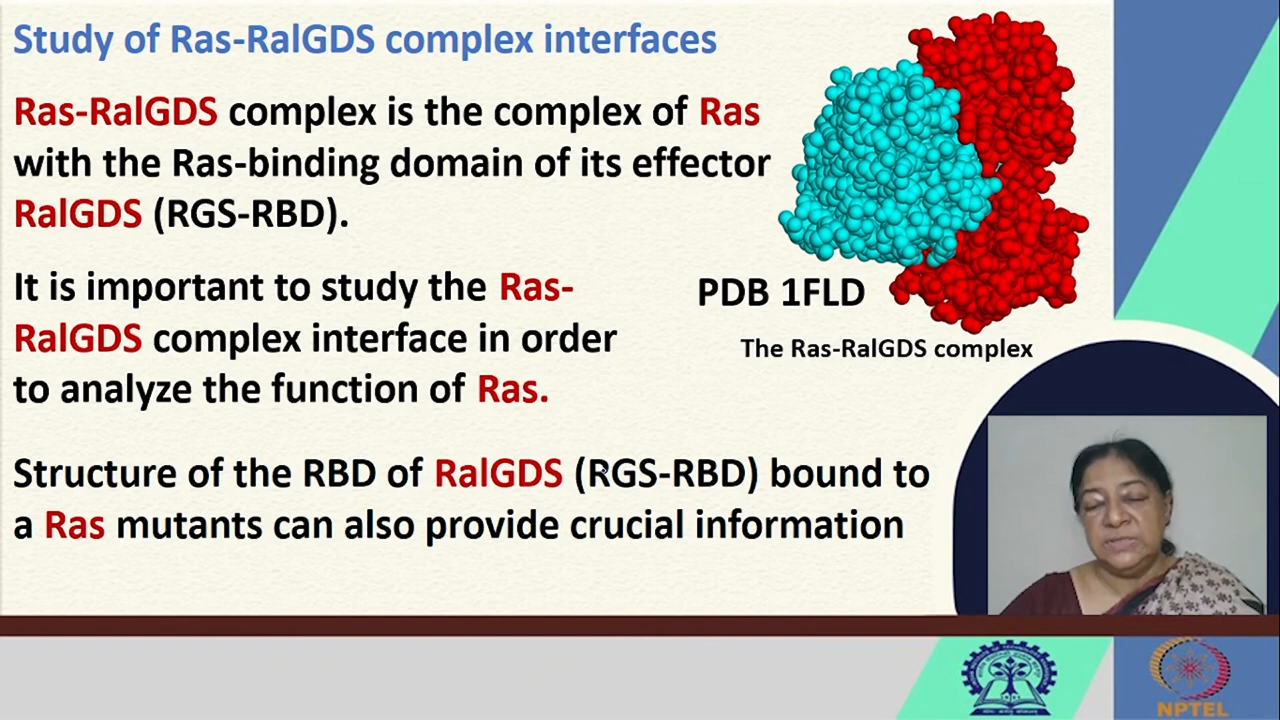 Study of Ras-RalGDS complex interfaces
Ras-RalGDS complex is the complex of Ras
with the Ras-binding domain of its effector
RalGDS (RGS-RBD).
It is important to study the Ras-
RalGDS complex interface in order
to analyze the function of Ras.
PDB 1FLD
The Ras-RalGDS complex
Structure of the RBD of RalGDS (RGS-RBD) bound to
a Ras mutants can also provide crucial information
NPTEL